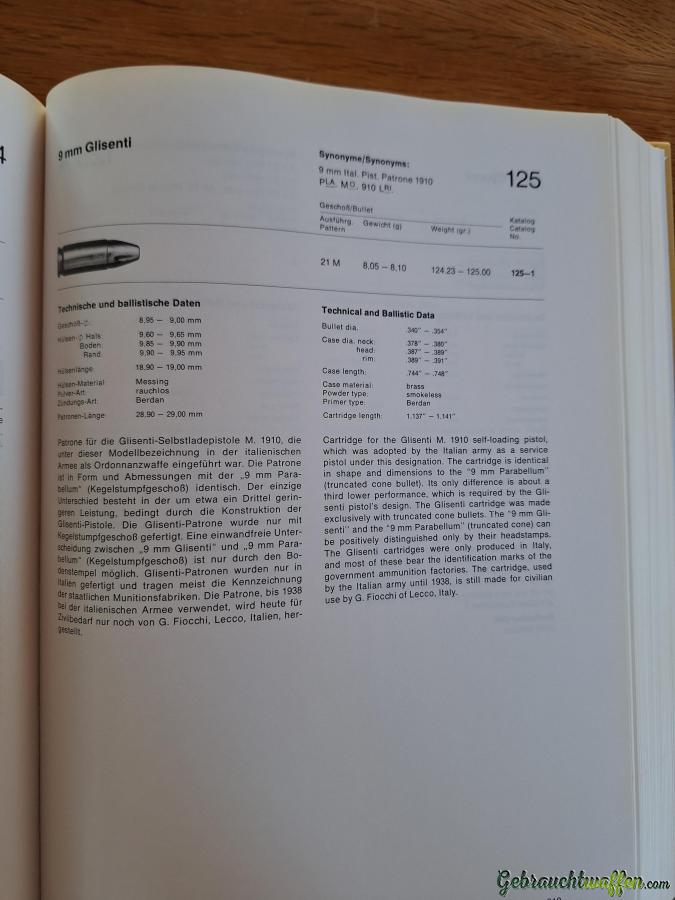 4
9 mm Glisenti
Synonyme/Synonyms:
9 mm Ital. Pist. Patrone 1910
PLA. MO. 910 LRI.
125
Geschoß/Bullet
Ausführg. Gewicht (g) Weight (gr.) Katalog
Pattern Catalog
No.
21 M 8,05 – 8,10 124.23 – 125.00 125–1
Technische und ballistische Daten
Geschoß-∅: 8,95 – 9,00 mm
Hülsen-∅ Hals: 9,60 – 9,65 mm
Boden: 9,85 – 9,90 mm
Rand: 9,90 – 9,95 mm
Hülsenlänge: 18,90 – 19,00 mm
Hülsen-Material: Messing
Pulver-Art: rauchlos
Zündungs-Art: Berdan
Patronen-Länge: 28,90 – 29,00 mm
Patrone für die Glisenti-Selbstladepistole M. 1910, die
unter dieser Modellbezeichnung in der italienischen
Armee als Ordonnanzwaffe eingeführt war. Die Patrone
ist in Form und Abmessungen mit der „9 mm Para-
bellum“ (Kegelstumpfgeschoß) identisch. Der einzige
Unterschied besteht in der um etwa ein Drittel gerin-
geren Leistung, bedingt durch die Konstruktion der
Glisenti-Pistole. Die Glisenti-Patrone wurde nur mit
Kegelstumpfgeschoß gefertigt. Eine einwandfreie Unter-
scheidung zwischen „9 mm Glisenti“ und „9 mm Para-
bellum“ (Kegelstumpfgeschoß) ist nur durch den Bo-
denstempel möglich. Glisenti-Patronen wurden nur in
Italien gefertigt und tragen meist die Kennzeichnung
der staatlichen Munitionsfabriken. Die Patrone, bis 1938
bei der italienischen Armee verwendet, wird heute für
Zivilbedarf nur noch von G. Fiocchi, Lecco, Italien, her-
gestellt.
Technical and Ballistic Data
Bullet dia. .340" – .354"
Case dia. neck: .378" – .380"
head: .387" – .389"
rim: .389" – .391"
Case length: .744" – .748"
Case material: brass
Powder type: smokeless
Primer type: Berdan
Cartridge length: 1.137" – 1.141"
Cartridge for the Glisenti M. 1910 self-loading pistol,
which was adopted by the Italian army as a service
pistol under this designation. The cartridge is identical
in shape and dimensions to the "9 mm Parabellum"
(truncated cone bullet). Its only difference is about a
third lower performance, which is required by the Gli-
senti pistol's design. The Glisenti cartridge was made
exclusively with truncated cone bullets. The "9 mm Gli-
senti" and the "9 mm Parabellum" (truncated cone) can
be positively distinguished only by their headstamps.
The Glisenti cartridges were only produced in Italy,
and most of these bear the identification marks of the
government ammunition factories. The cartridge, used
by the Italian army until 1938, is still made for civilian
use by G. Fiocchi of Lecco, Italy.
Gebrauchtwaffen.com